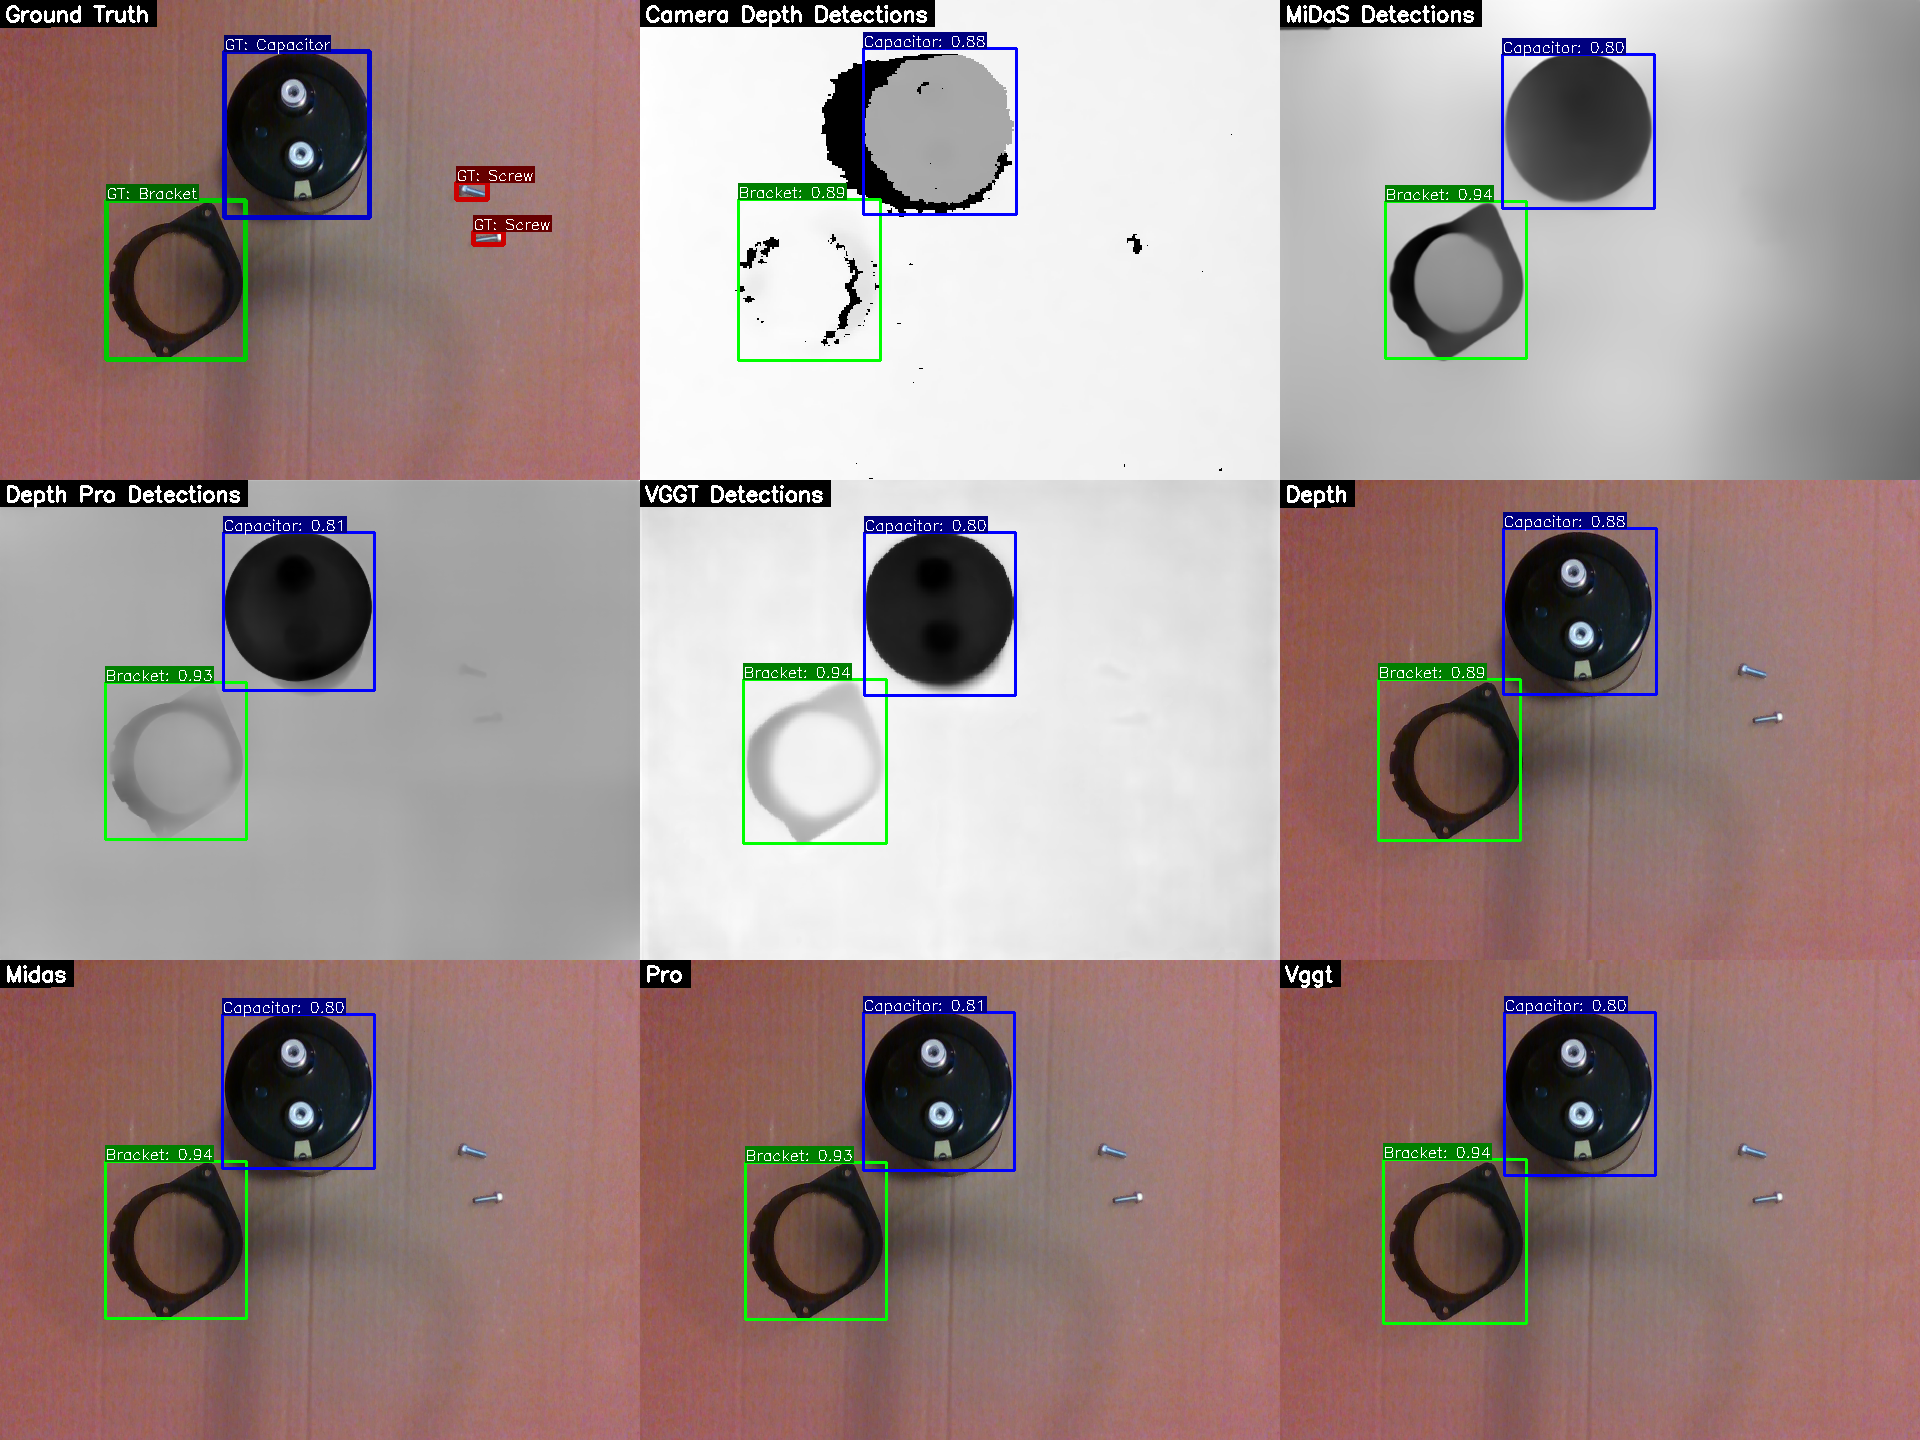 Ground Truth
GT: Capacitor
GT: Screw
GT: Bracket
GT: Screw
Camera Depth Detections
Capacitor: 0.88
Bracket: 0.89
MiDaS Detections
Capacitor: 0.80
Bracket: 0.94
Depth Pro Detections
Capacitor: 0.81
Bracket: 0.93
VGGT Detections
Capacitor: 0.80
Bracket: 0.94
Depth
Capacitor: 0.88
Bracket: 0.89
Midas
Capacitor: 0.80
Bracket: 0.94
Pro
Capacitor: 0.81
Bracket: 0.93
Vggt
Capacitor: 0.80
Bracket: 0.94